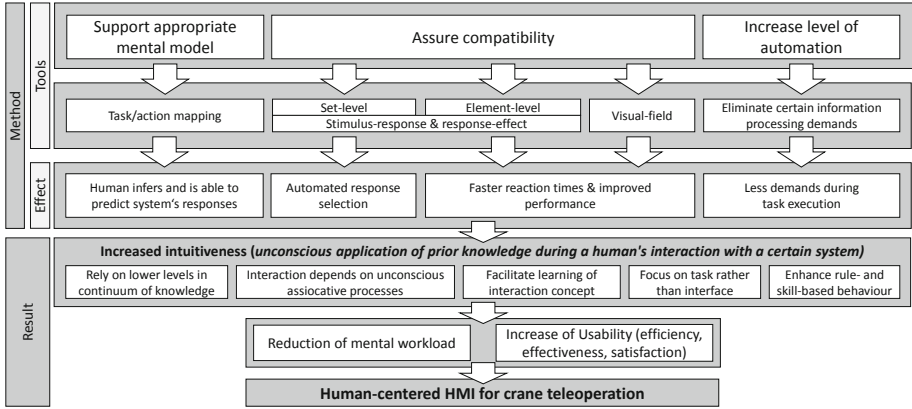 Method
Tools
Support appropriate
mental model
Assure compatibility
Increase level of
automation
Task/action mapping
Set-level
Element-level
Stimulus-response & response-effect
Visual-field
Eliminate certain information
processing demands
Effect
Human infers and is able to
predict system's responses
Automated response
selection
Faster reaction times & improved
performance
Less demands during
task execution
Result
Increased intuitiveness (unconscious application of prior knowledge during a human's interaction with a certain system)
Rely on lower levels in
continuum of knowledge
Interaction depends on unconscious
assiocative processes
Facilitate learning of
interaction concept
Focus on task rather
than interface
Enhance rule- and
skill-based behaviour
Reduction of mental workload
Increase of Usability (efficiency,
effectiveness, satisfaction)
Human-centered HMI for crane teleoperation